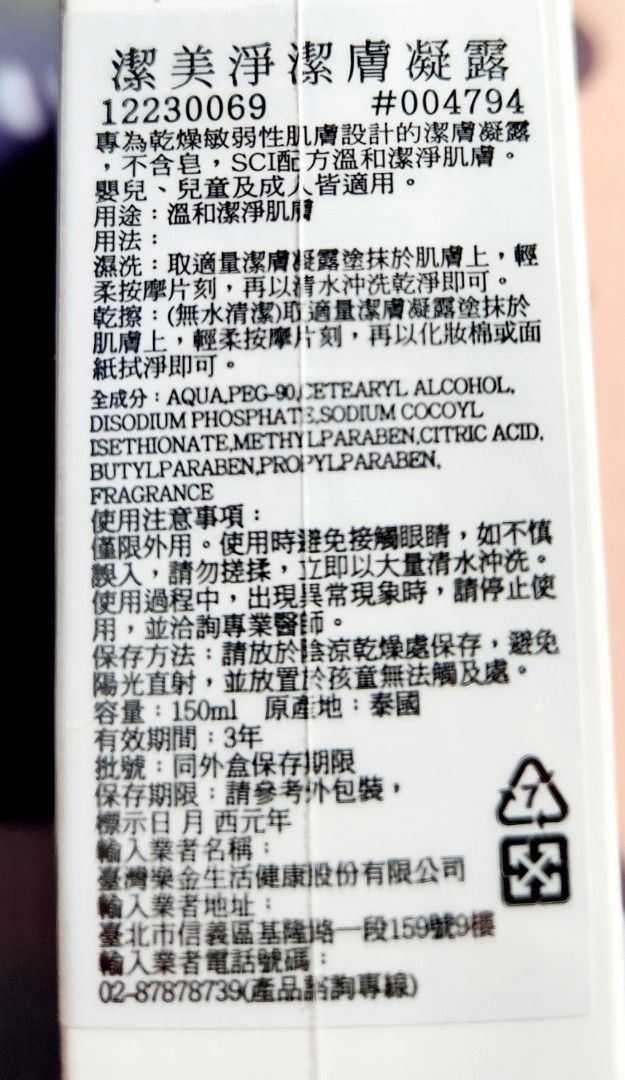 潔美淨潔膚凝露
12230069 #004794
專為乾燥敏弱性肌膚設計的潔膚凝露
，不含皂，SCI配方溫和潔淨肌膚。
嬰兒、兒童及成人皆適用。
用途：溫和潔淨肌膚
用法：
濕洗：取適量潔膚凝露塗抹於肌膚上，輕
柔按摩片刻，再以清水沖洗乾淨即可。
乾擦：(無水清潔)取適量潔膚凝露塗抹於
肌膚上，輕柔按摩片刻，再以化妝棉或面
紙拭淨即可。
全成分：AQUA,PEG-90,CETEARYL ALCOHOL,
DISODIUM PHOSPHATE,SODIUM COCOYL
ISETHIONATE,METHYLPARABEN,CITRIC ACID,
BUTYLPARABEN,PROPYLPARABEN,
FRAGRANCE
使用注意事項：
僅限外用。使用時避免接觸眼睛，如不慎
誤入，請勿搓揉，立即以大量清水沖洗。
使用過程中，出現異常現象時，請停止使
用，並洽詢專業醫師。
保存方法：請放於陰涼乾燥處保存，避免
陽光直射，並放置於孩童無法觸及處。
容量：150ml 原產地：泰國
有效期間：3年
批號：同外盒保存期限
保存期限：請參考外包裝，
標示日 月 西元年
輸入業者名稱：
臺灣樂金生活健康股份有限公司
輸入業者地址：
臺北市信義區基隆路一段159號9樓
輸入業者電話號碼：
02-87878739(產品諮詢專線)
7